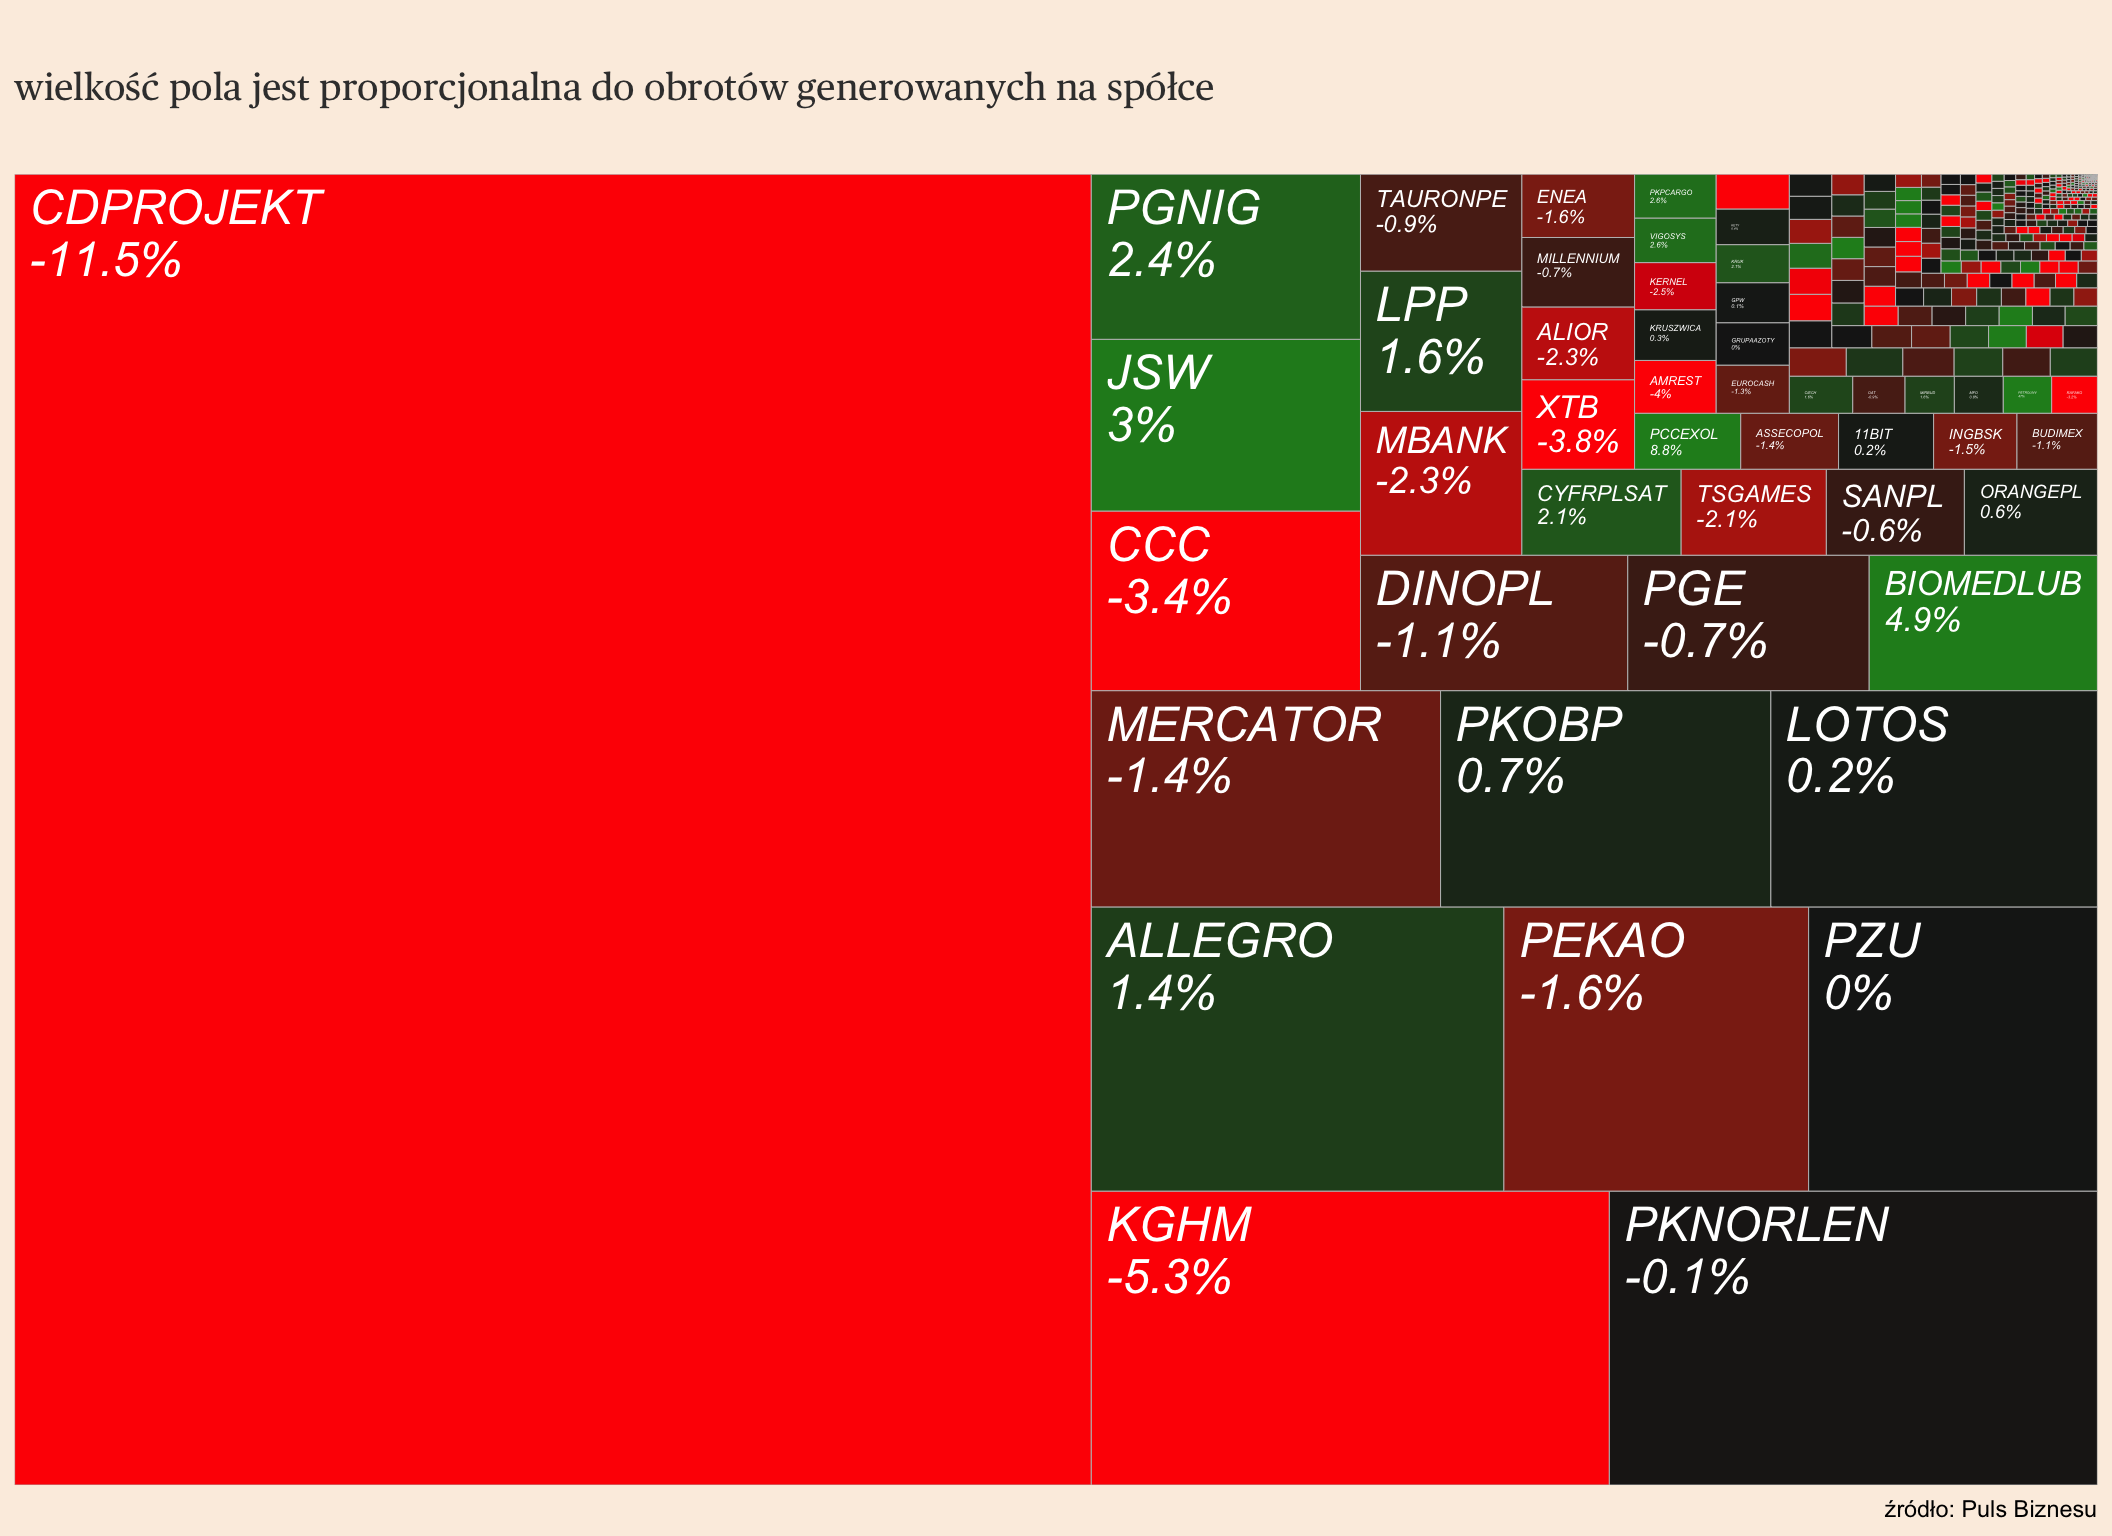 wielkość pola jest proporcjonalna do obrotów generowanych na spółce
CDPROJEKT
-11.5%
PGNIG
2.4%
JSW
3%
CCC
-3.4%
TAURONPE
-0.9%
LPP
1.6%
MBANK
-2.3%
ENEA
-1.6%
MILLENNIUM
-0.7%
ALIOR
-2.3%
XTB
-3.8%
PKPCARGO
2.6%
VIGOSYS
2.6%
KERNEL
-2.5%
KRUSZWICA
0.3%
AMREST
-4%
KRUK
GPW
0.1%
GRUPAAZOTY
0%
EUROCASH
-1.3%
PCCEXOL
8.8%
ASSECOPOL
-1.4%
11BIT
0.2%
INGBSK
-1.5%
BUDIMEX
-1.1%
CYFRPLSAT
2.1%
TSGAMES
-2.1%
SANPL
-0.6%
ORANGEPL
0.6%
DINOPL
-1.1%
PGE
-0.7%
BIOMEDLUB
4.9%
MERCATOR
-1.4%
PKOBP
0.7%
LOTOS
0.2%
ALLEGRO
1.4%
PEKAO
-1.6%
PZU
0%
KGHM
-5.3%
PKNORLEN
-0.1%
źródło: Puls Biznesu